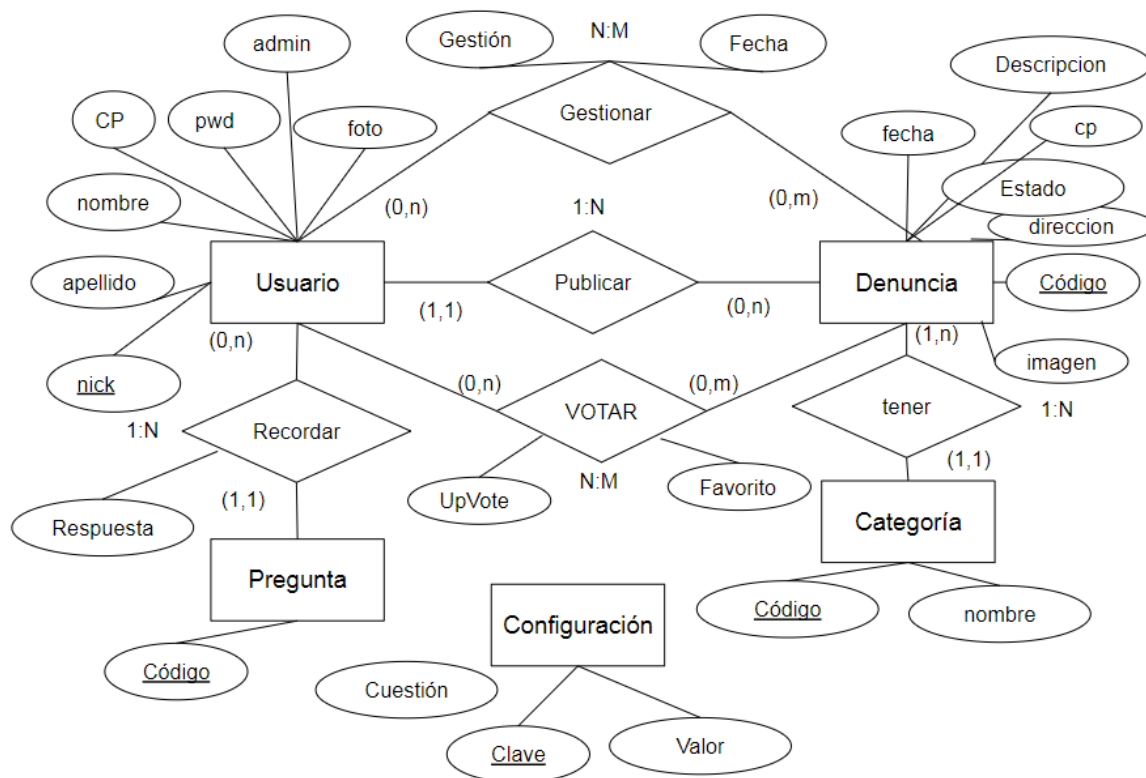 admin
Gestión
N:M
Fecha
Descripcion
CP
pwd
foto
Gestionar
fecha
cp
nombre
(0,n)
1:N
(0,m)
Estado
direccion
apellido
Usuario
Publicar
Denuncia
Código
(1,1)
(0,n)
(0,n)
(1,n)
nick
(0,n)
(0,m)
imagen
1:N
Recordar
VOTAR
tener
1:N
Respuesta
(1,1)
UpVote
N:M
Favorito
(1,1)
Categoría
Pregunta
Configuración
Código
nombre
Código
Cuestión
Clave
Valor